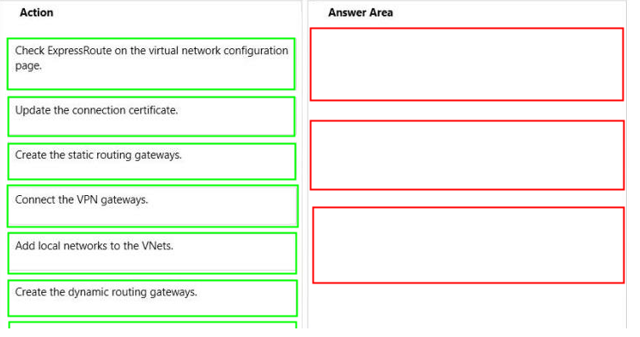 Action
Answer Area
Check ExpressRoute on the virtual network configuration
page.
Update the connection certificate.
Create the static routing gateways.
Connect the VPN gateways.
Add local networks to the VNets.
Create the dynamic routing gateways.